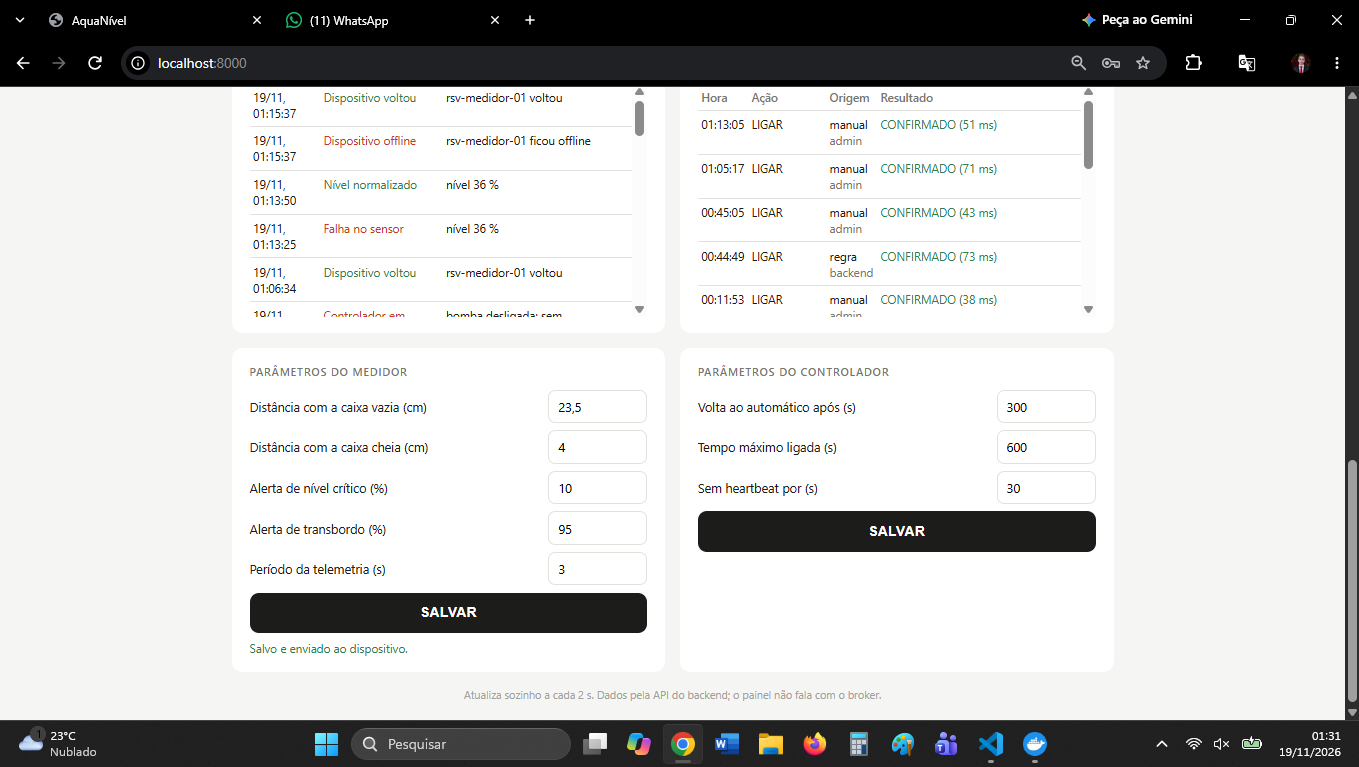 AquaNível
(11) WhatsApp
Peça ao Gemini
localhost:8000
19/11, 01:15:37 Dispositivo voltou rsv-medidor-01 voltou
19/11, 01:15:37 Dispositivo offline rsv-medidor-01 ficou offline
19/11, 01:13:50 Nível normalizado nível 36 %
19/11, 01:13:25 Falha no sensor nível 36 %
19/11, 01:06:34 Dispositivo voltou rsv-medidor-01 voltou
19/11, Controlador em bomba desligada: sem
Hora Ação Origem Resultado
01:13:05 LIGAR manual admin CONFIRMADO (51 ms)
01:05:17 LIGAR manual admin CONFIRMADO (71 ms)
00:45:05 LIGAR manual admin CONFIRMADO (43 ms)
00:44:49 LIGAR regra backend CONFIRMADO (73 ms)
00:11:53 LIGAR manual admin CONFIRMADO (38 ms)
PARÂMETROS DO MEDIDOR
Distância com a caixa vazia (cm) 23,5
Distância com a caixa cheia (cm) 4
Alerta de nível crítico (%) 10
Alerta de transbordo (%) 95
Período da telemetria (s) 3
SALVAR
Salvo e enviado ao dispositivo.
PARÂMETROS DO CONTROLADOR
Volta ao automático após (s) 300
Tempo máximo ligada (s) 600
Sem heartbeat por (s) 30
SALVAR
Atualiza sozinho a cada 2 s. Dados pela API do backend; o painel não fala com o broker.
1
23°C
Nublado
Pesquisar
01:31
19/11/2026